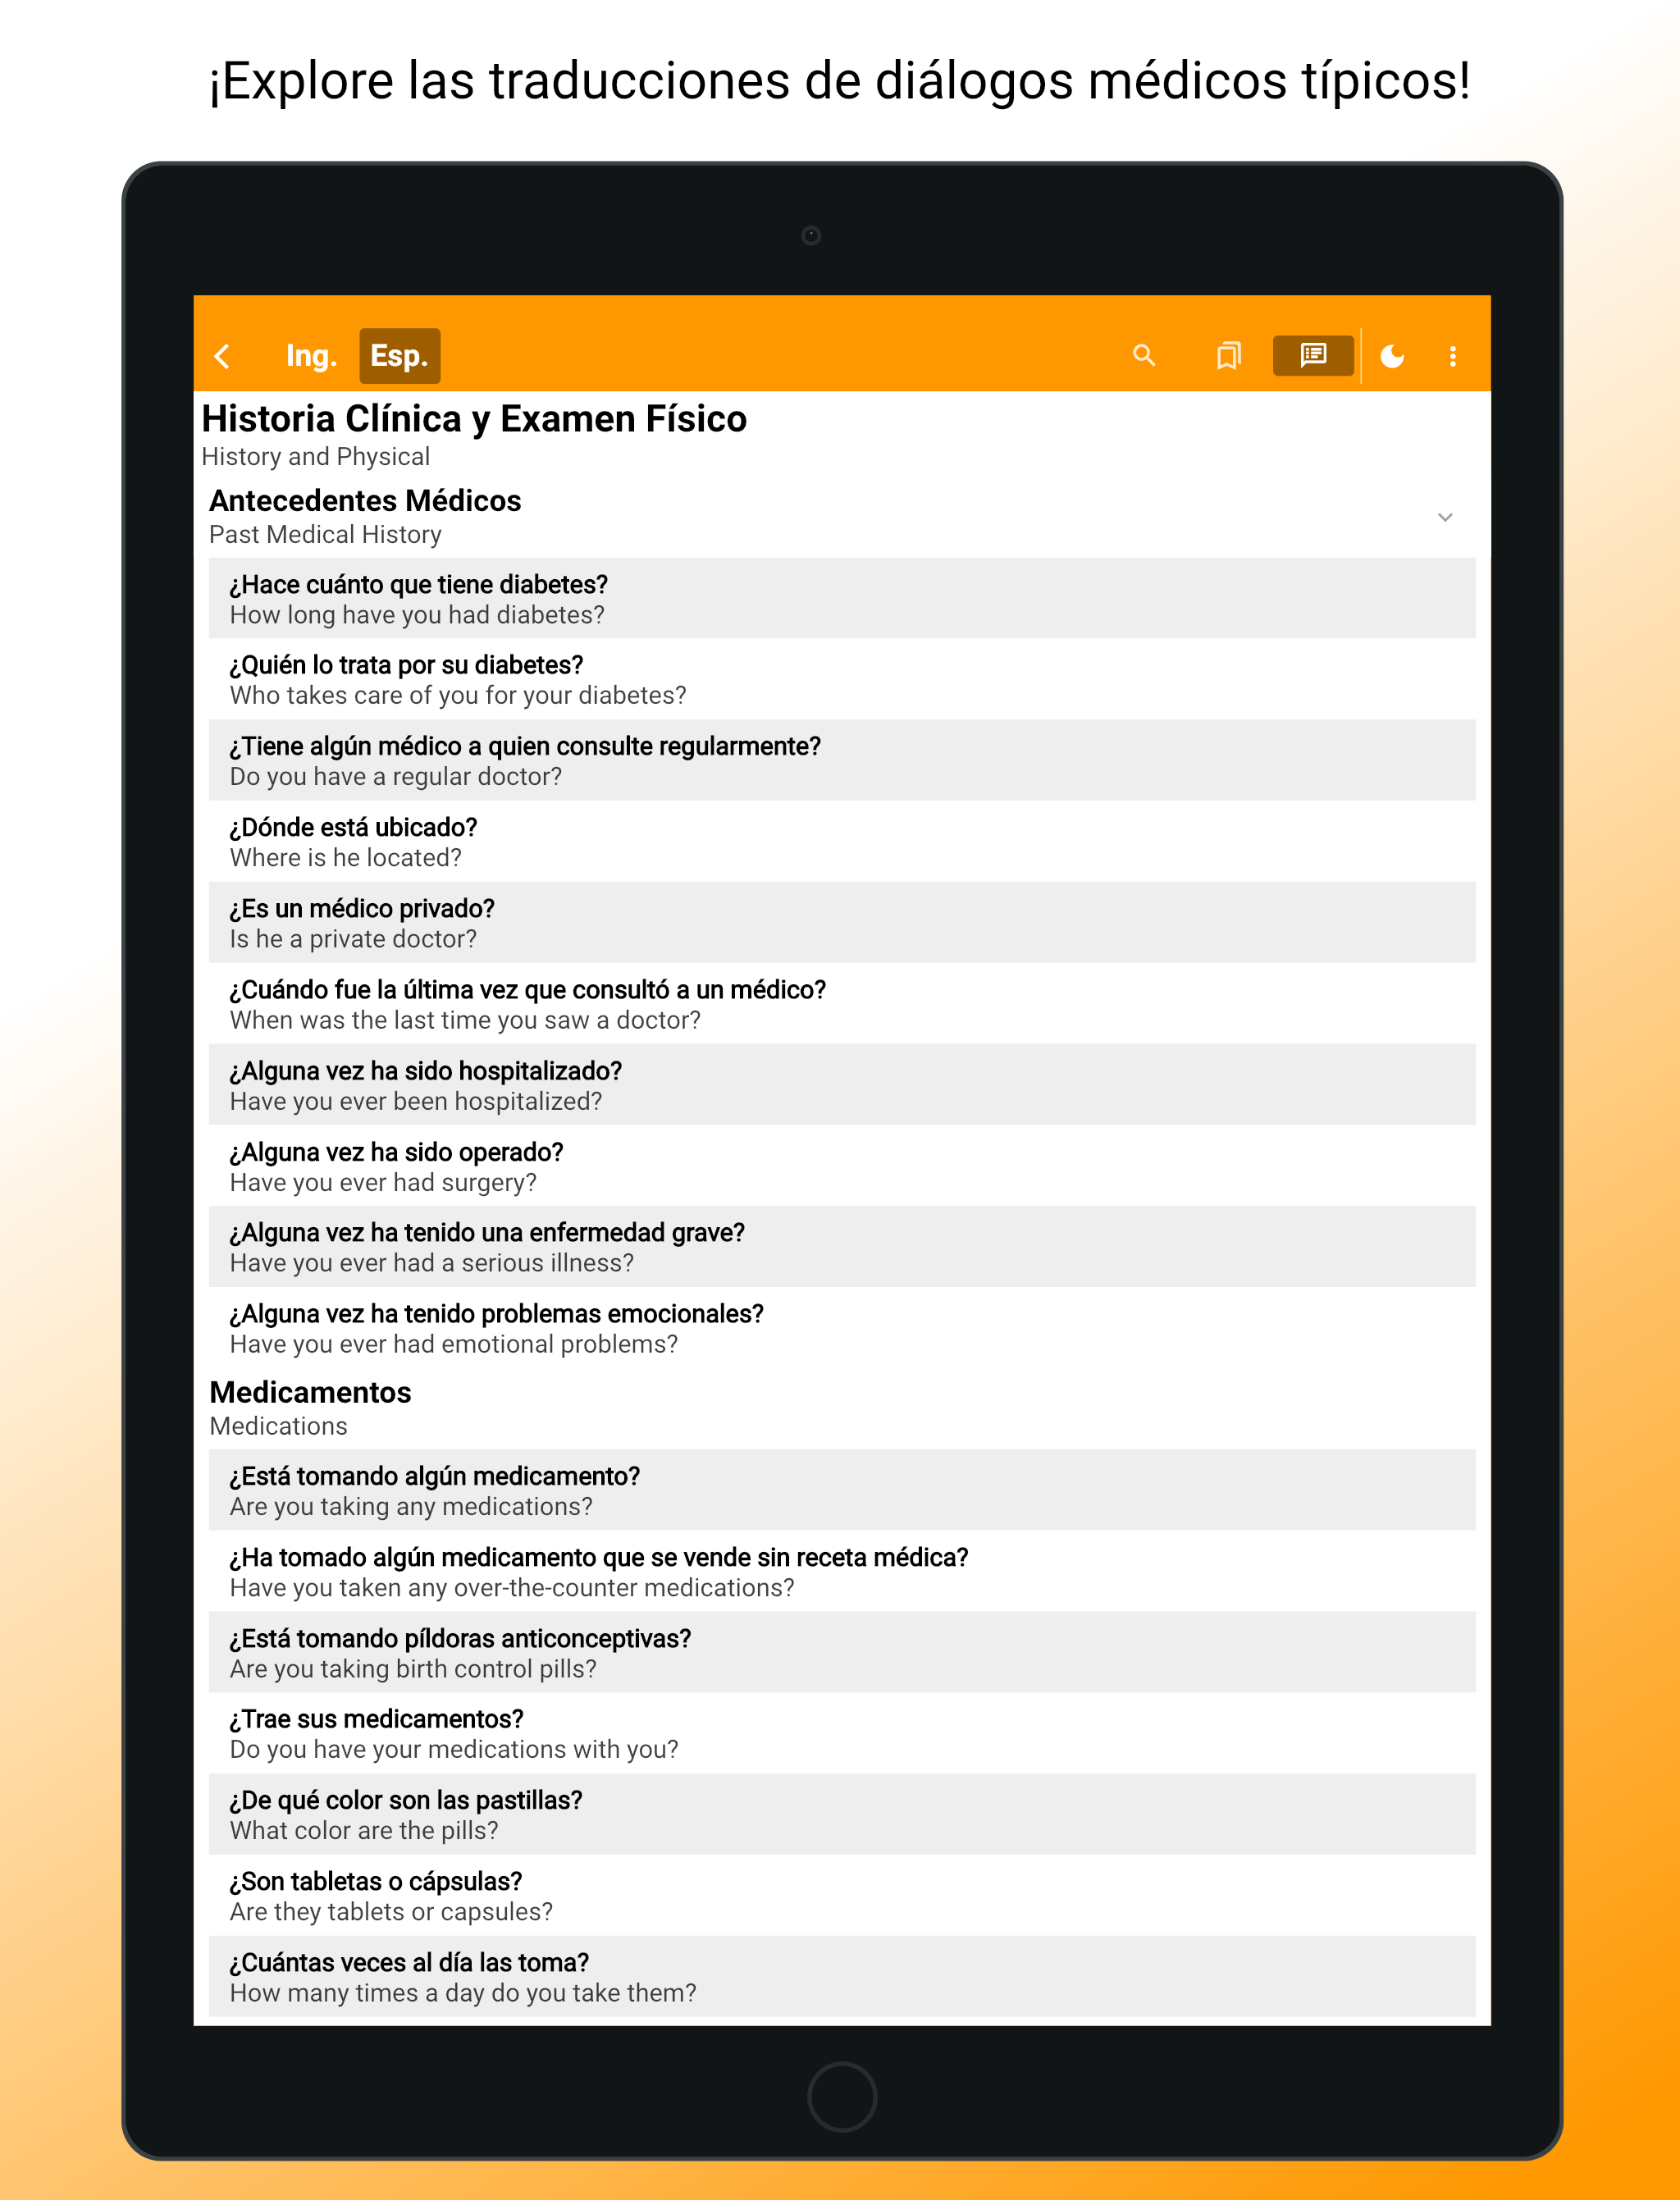 ¡Explore las traducciones de diálogos médicos típicos!
Ing. Esp.
Historia Clínica y Examen Físico
History and Physical
Antecedentes Médicos
Past Medical History
¿Hace cuánto que tiene diabetes?
How long have you had diabetes?
¿Quién lo trata por su diabetes?
Who takes care of you for your diabetes?
¿Tiene algún médico a quien consulte regularmente?
Do you have a regular doctor?
¿Dónde está ubicado?
Where is he located?
¿Es un médico privado?
Is he a private doctor?
¿Cuándo fue la última vez que consultó a un médico?
When was the last time you saw a doctor?
¿Alguna vez ha sido hospitalizado?
Have you ever been hospitalized?
¿Alguna vez ha sido operado?
Have you ever had surgery?
¿Alguna vez ha tenido una enfermedad grave?
Have you ever had a serious illness?
¿Alguna vez ha tenido problemas emocionales?
Have you ever had emotional problems?
Medicamentos
Medications
¿Está tomando algún medicamento?
Are you taking any medications?
¿Ha tomado algún medicamento que se vende sin receta médica?
Have you taken any over-the-counter medications?
¿Está tomando píldoras anticonceptivas?
Are you taking birth control pills?
¿Trae sus medicamentos?
Do you have your medications with you?
¿De qué color son las pastillas?
What color are the pills?
¿Son tabletas o cápsulas?
Are they tablets or capsules?
¿Cuántas veces al día las toma?
How many times a day do you take them?